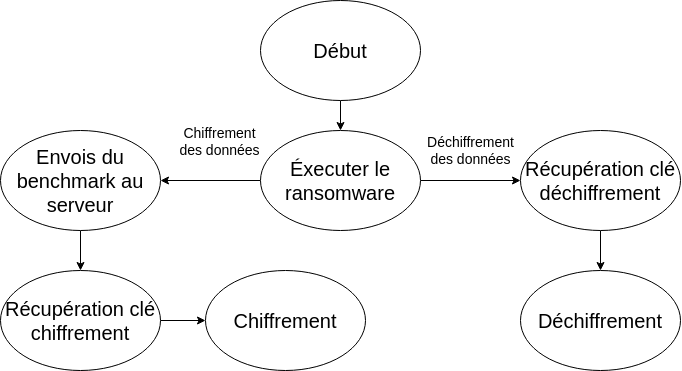 Début
Chiffrement
des données
Déchiffrement
des données
Envois du
benchmark au
serveur
Éxecuter le
ransomware
Récupération clé
déchiffrement
Récupération clé
chiffrement
Chiffrement
Déchiffrement